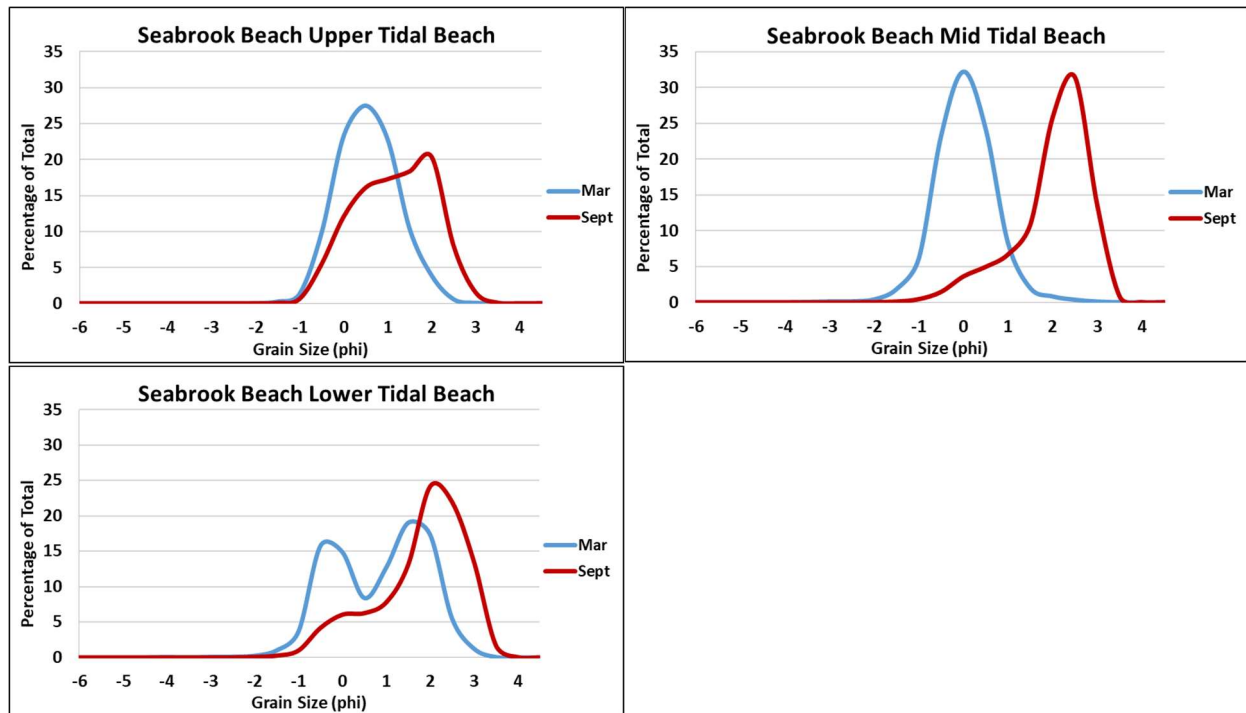 Seabrook Beach Upper Tidal Beach
35
30
25
20
15
10
5
0
Percentage of Total
-6 -5 -4 -3 -2 -1 0 1 2 3 4
Grain Size (phi)
Mar
Sept
Seabrook Beach Mid Tidal Beach
35
30
25
20
15
10
5
0
Percentage of Total
-6 -5 -4 -3 -2 -1 0 1 2 3 4
Grain Size (phi)
Mar
Sept
Seabrook Beach Lower Tidal Beach
35
30
25
20
15
10
5
0
Percentage of Total
-6 -5 -4 -3 -2 -1 0 1 2 3 4
Grain Size (phi)
Mar
Sept